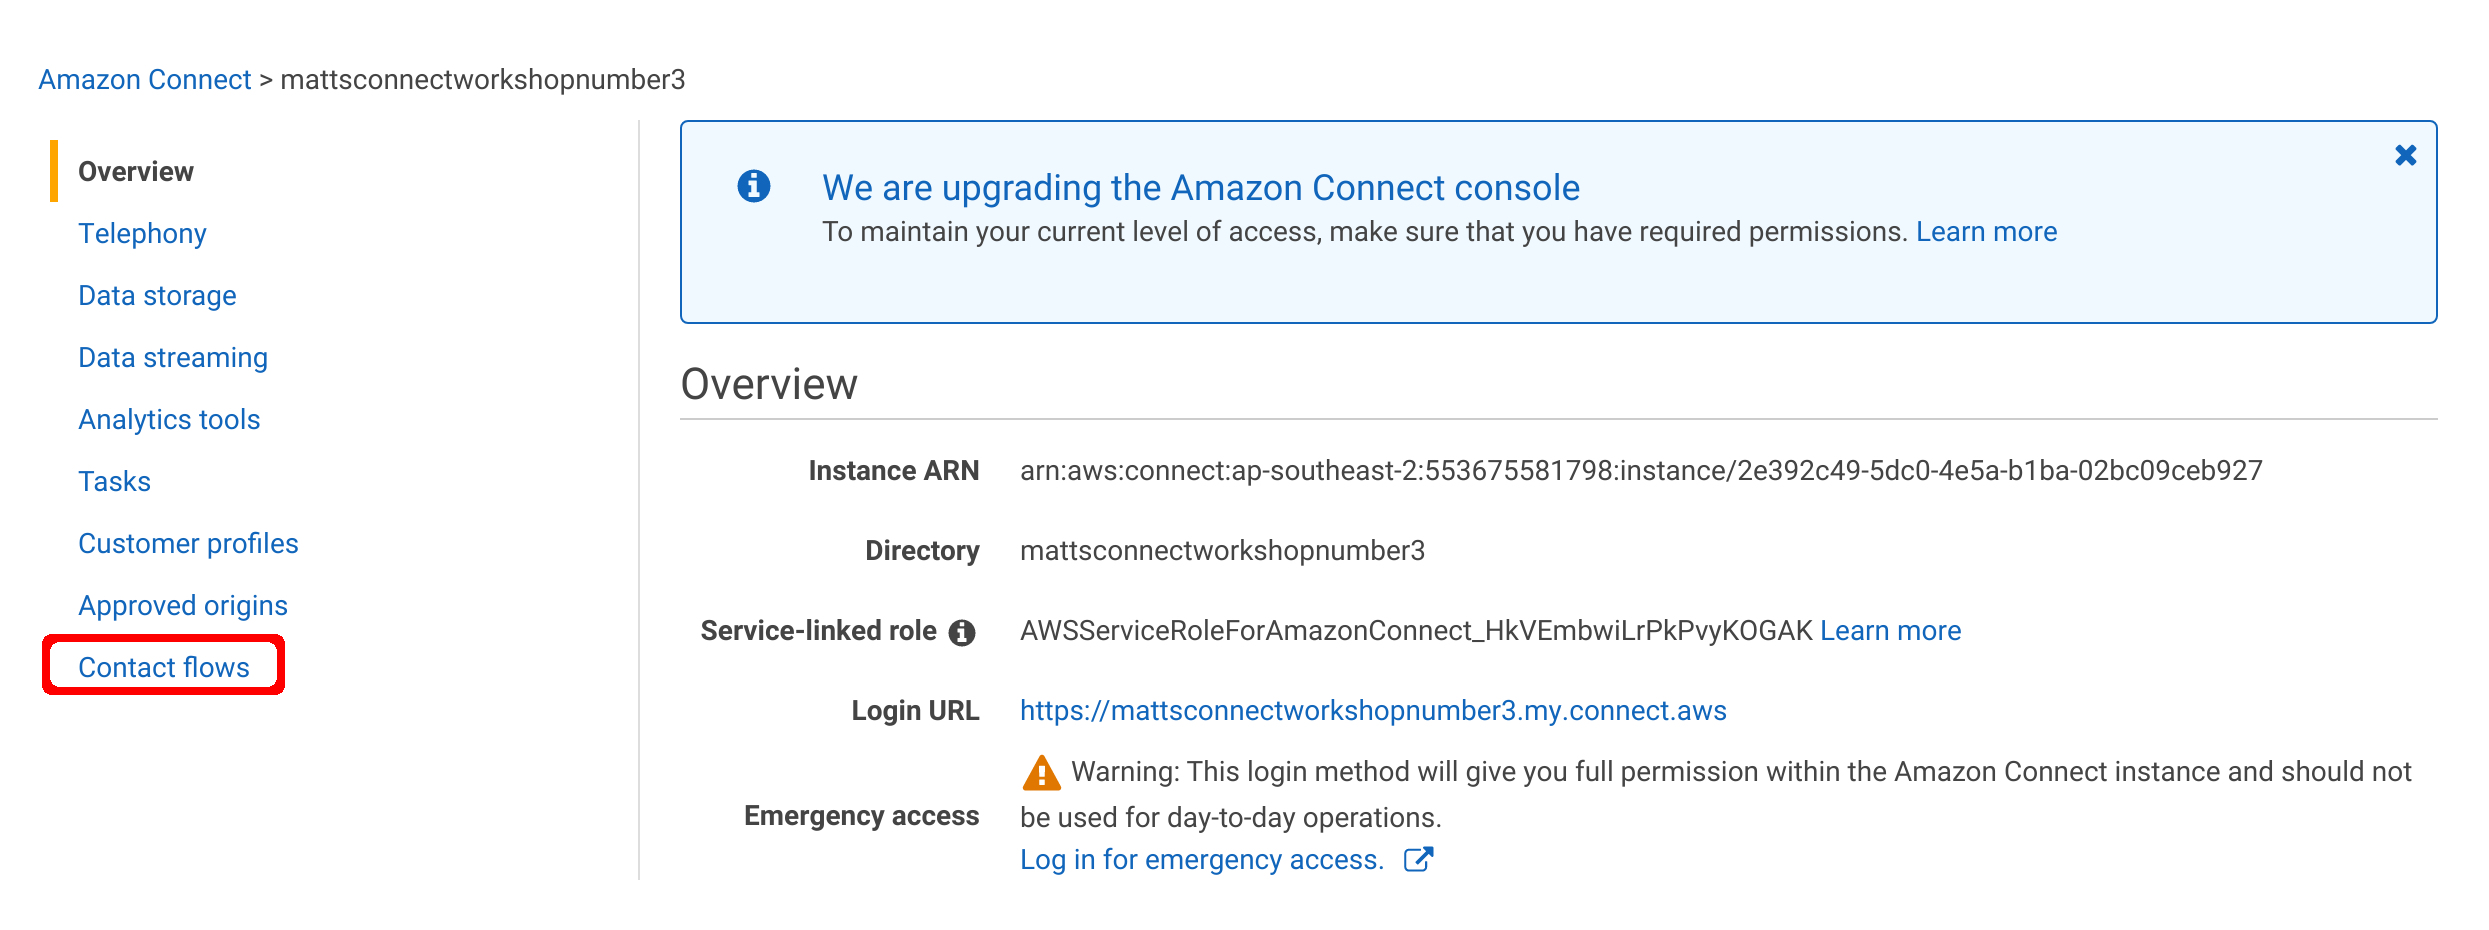 Amazon Connect > mattsconnectworkshopnumber3
Overview
Telephony
Data storage
Data streaming
Analytics tools
Tasks
Customer profiles
Approved origins
Contact flows
We are upgrading the Amazon Connect console
To maintain your current level of access, make sure that you have required permissions. Learn more
Overview
Instance ARN arn:aws:connect:ap-southeast-2:553675581798:instance/2e392c49-5dc0-4e5a-b1ba-02bc09ceb927
Directory mattsconnectworkshopnumber3
Service-linked role AWSServiceRoleForAmazonConnect_HkVEmbwiLrPkPvyKOGAK Learn more
Login URL https://mattsconnectworkshopnumber3.my.connect.aws
Emergency access Warning: This login method will give you full permission within the Amazon Connect instance and should not
be used for day-to-day operations.
Log in for emergency access.